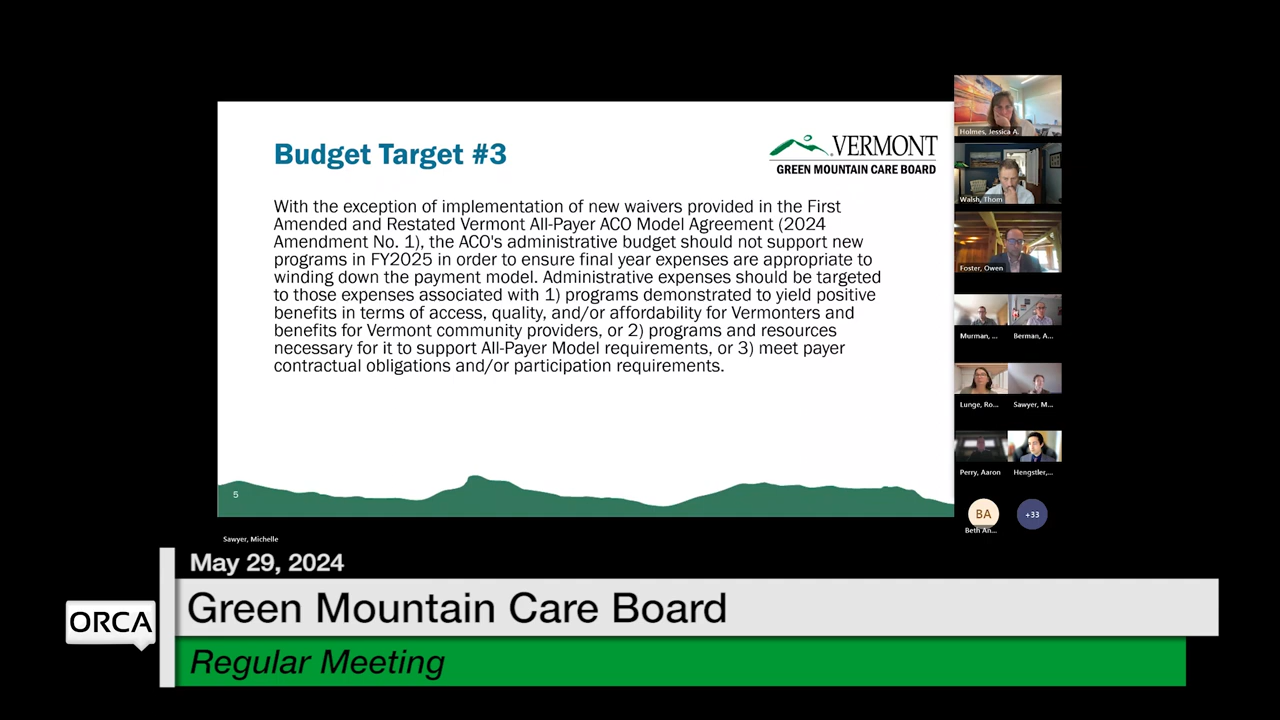 Budget Target #3
VERMONT
GREEN MOUNTAIN CARE BOARD
With the exception of implementation of new waivers provided in the First
Amended and Restated Vermont All-Payer ACO Model Agreement (2024
Amendment No. 1), the ACO's administrative budget should not support new
programs in FY2025 in order to ensure final year expenses are appropriate to
winding down the payment model. Administrative expenses should be targeted
to those expenses associated with 1) programs demonstrated to yield positive
benefits in terms of access, quality, and/or affordability for Vermonters and
benefits for Vermont community providers, or 2) programs and resources
necessary for it to support All-Payer Model requirements, or 3) meet payer
contractual obligations and/or participation requirements.
5
Holmes, Jessica A.
Walsh, Thom
Foster, Owen
Murman, ...
Berman, A...
Lunge, Ro...
Sawyer, M...
Perry, Aaron
Hengstler,...
BA
+33
Beth An...
Sawyer, Michelle
May 29, 2024
ORCA
Green Mountain Care Board
Regular Meeting